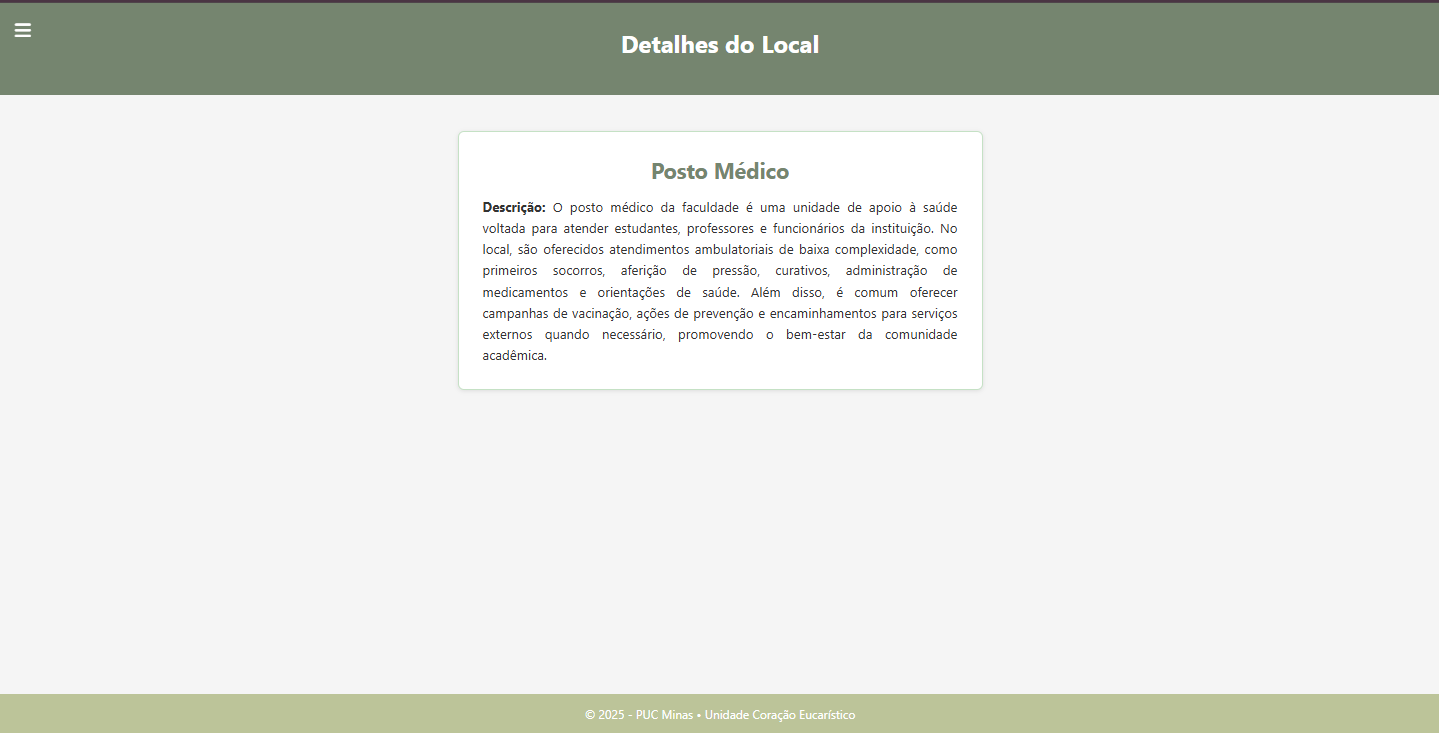 Detalhes do Local
Posto Médico
Descrição: O posto médico da faculdade é uma unidade de apoio à saúde
voltada para atender estudantes, professores e funcionários da instituição. No
local, são oferecidos atendimentos ambulatoriais de baixa complexidade, como
primeiros socorros, aferição de pressão, curativos, administração de
medicamentos e orientações de saúde. Além disso, é comum oferecer
campanhas de vacinação, ações de prevenção e encaminhamentos para serviços
externos quando necessário, promovendo o bem-estar da comunidade
acadêmica.
© 2025 - PUC Minas • Unidade Coração Eucarístico